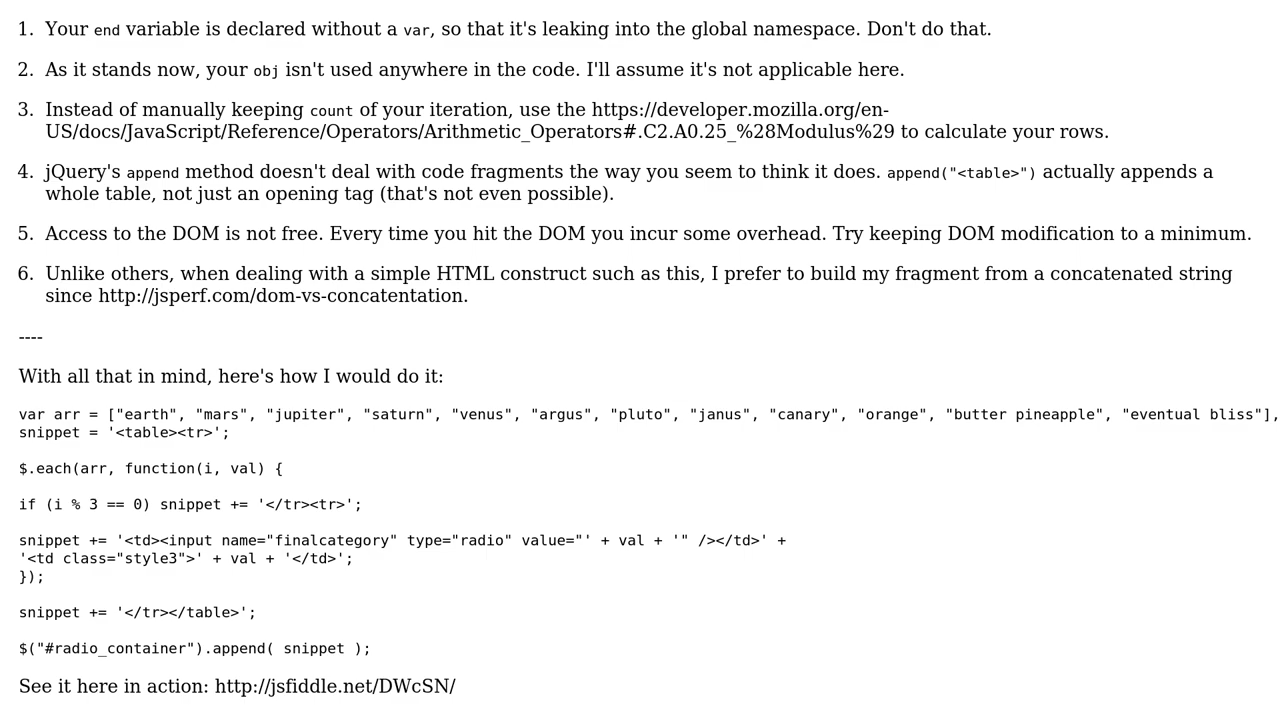 1. Your end variable is declared without a var, so that it's leaking into the global namespace. Don't do that.
2. As it stands now, your obj isn't used anywhere in the code. I'll assume it's not applicable here.
3. Instead of manually keeping count of your iteration, use the https://developer.mozilla.org/en-
US/docs/JavaScript/Reference/Operators/Arithmetic_Operators#.C2.A0.25_%28Modulus%29 to calculate your rows.
4. jQuery's append method doesn't deal with code fragments the way you seem to think it does. append("<table>") actually appends a
whole table, not just an opening tag (that's not even possible).
5. Access to the DOM is not free. Every time you hit the DOM you incur some overhead. Try keeping DOM modification to a minimum.
6. Unlike others, when dealing with a simple HTML construct such as this, I prefer to build my fragment from a concatenated string
since http://jsperf.com/dom-vs-concatentation.
----
With all that in mind, here's how I would do it:
var arr = ["earth", "mars", "jupiter", "saturn", "venus", "argus", "pluto", "janus", "canary", "orange", "butter pineapple", "eventual bliss"],
snippet = '<table><tr>';
$.each(arr, function(i, val) {
if (i % 3 == 0) snippet += '</tr><tr>';
snippet += '<td><input name="finalcategory" type="radio" value="' + val + '" /></td>' +
'<td class="style3">' + val + '</td>';
});
snippet += '</tr></table>';
$("#radio_container").append( snippet );
See it here in action: http://jsfiddle.net/DWcSN/